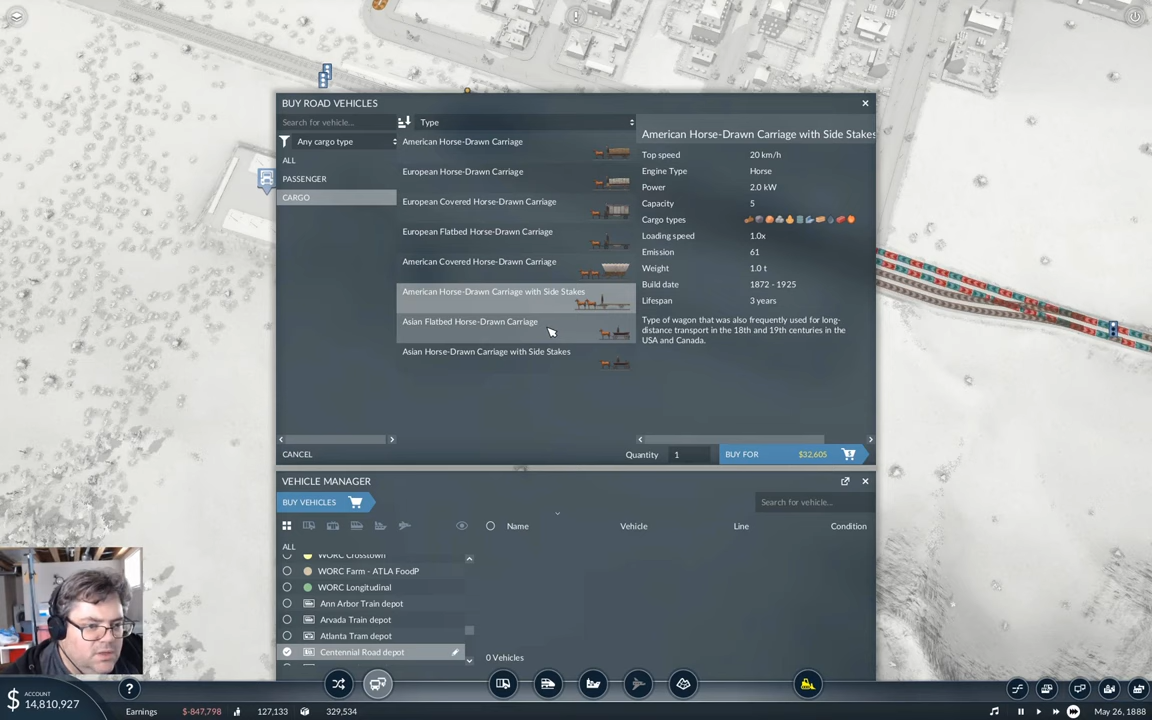 BUY ROAD VEHICLES
Search for vehicle...
Type
American Horse-Drawn Carriage with Side Stakes
Any cargo type
ALL
PASSENGER
CARGO
American Horse-Drawn Carriage
European Horse-Drawn Carriage
European Covered Horse-Drawn Carriage
European Flatbed Horse-Drawn Carriage
American Covered Horse-Drawn Carriage
American Horse-Drawn Carriage with Side Stakes
Asian Flatbed Horse-Drawn Carriage
Asian Horse-Drawn Carriage with Side Stakes
Top speed 20 km/h
Engine Type Horse
Power 2.0 kW
Capacity 5
Cargo types
Loading speed 1.0x
Emission 61
Weight 1.0 t
Build date 1872 - 1925
Lifespan 3 years
Type of wagon that was also frequently used for long-
distance transport in the 18th and 19th centuries in the
USA and Canada.
CANCEL
Quantity 1
BUY FOR $32,605
VEHICLE MANAGER
BUY VEHICLES
Search for vehicle...
Name Vehicle Line Condition
ALL
WORC Crosstown
WORC Farm - ATLA FoodP
WORC Longitudinal
Ann Arbor Train depot
Arvada Train depot
Atlanta Tram depot
Centennial Road depot
0 Vehicles
$ ACCOUNT
14,810,927
?
Earnings $-847,798 127,133 329,534
May 26, 1888